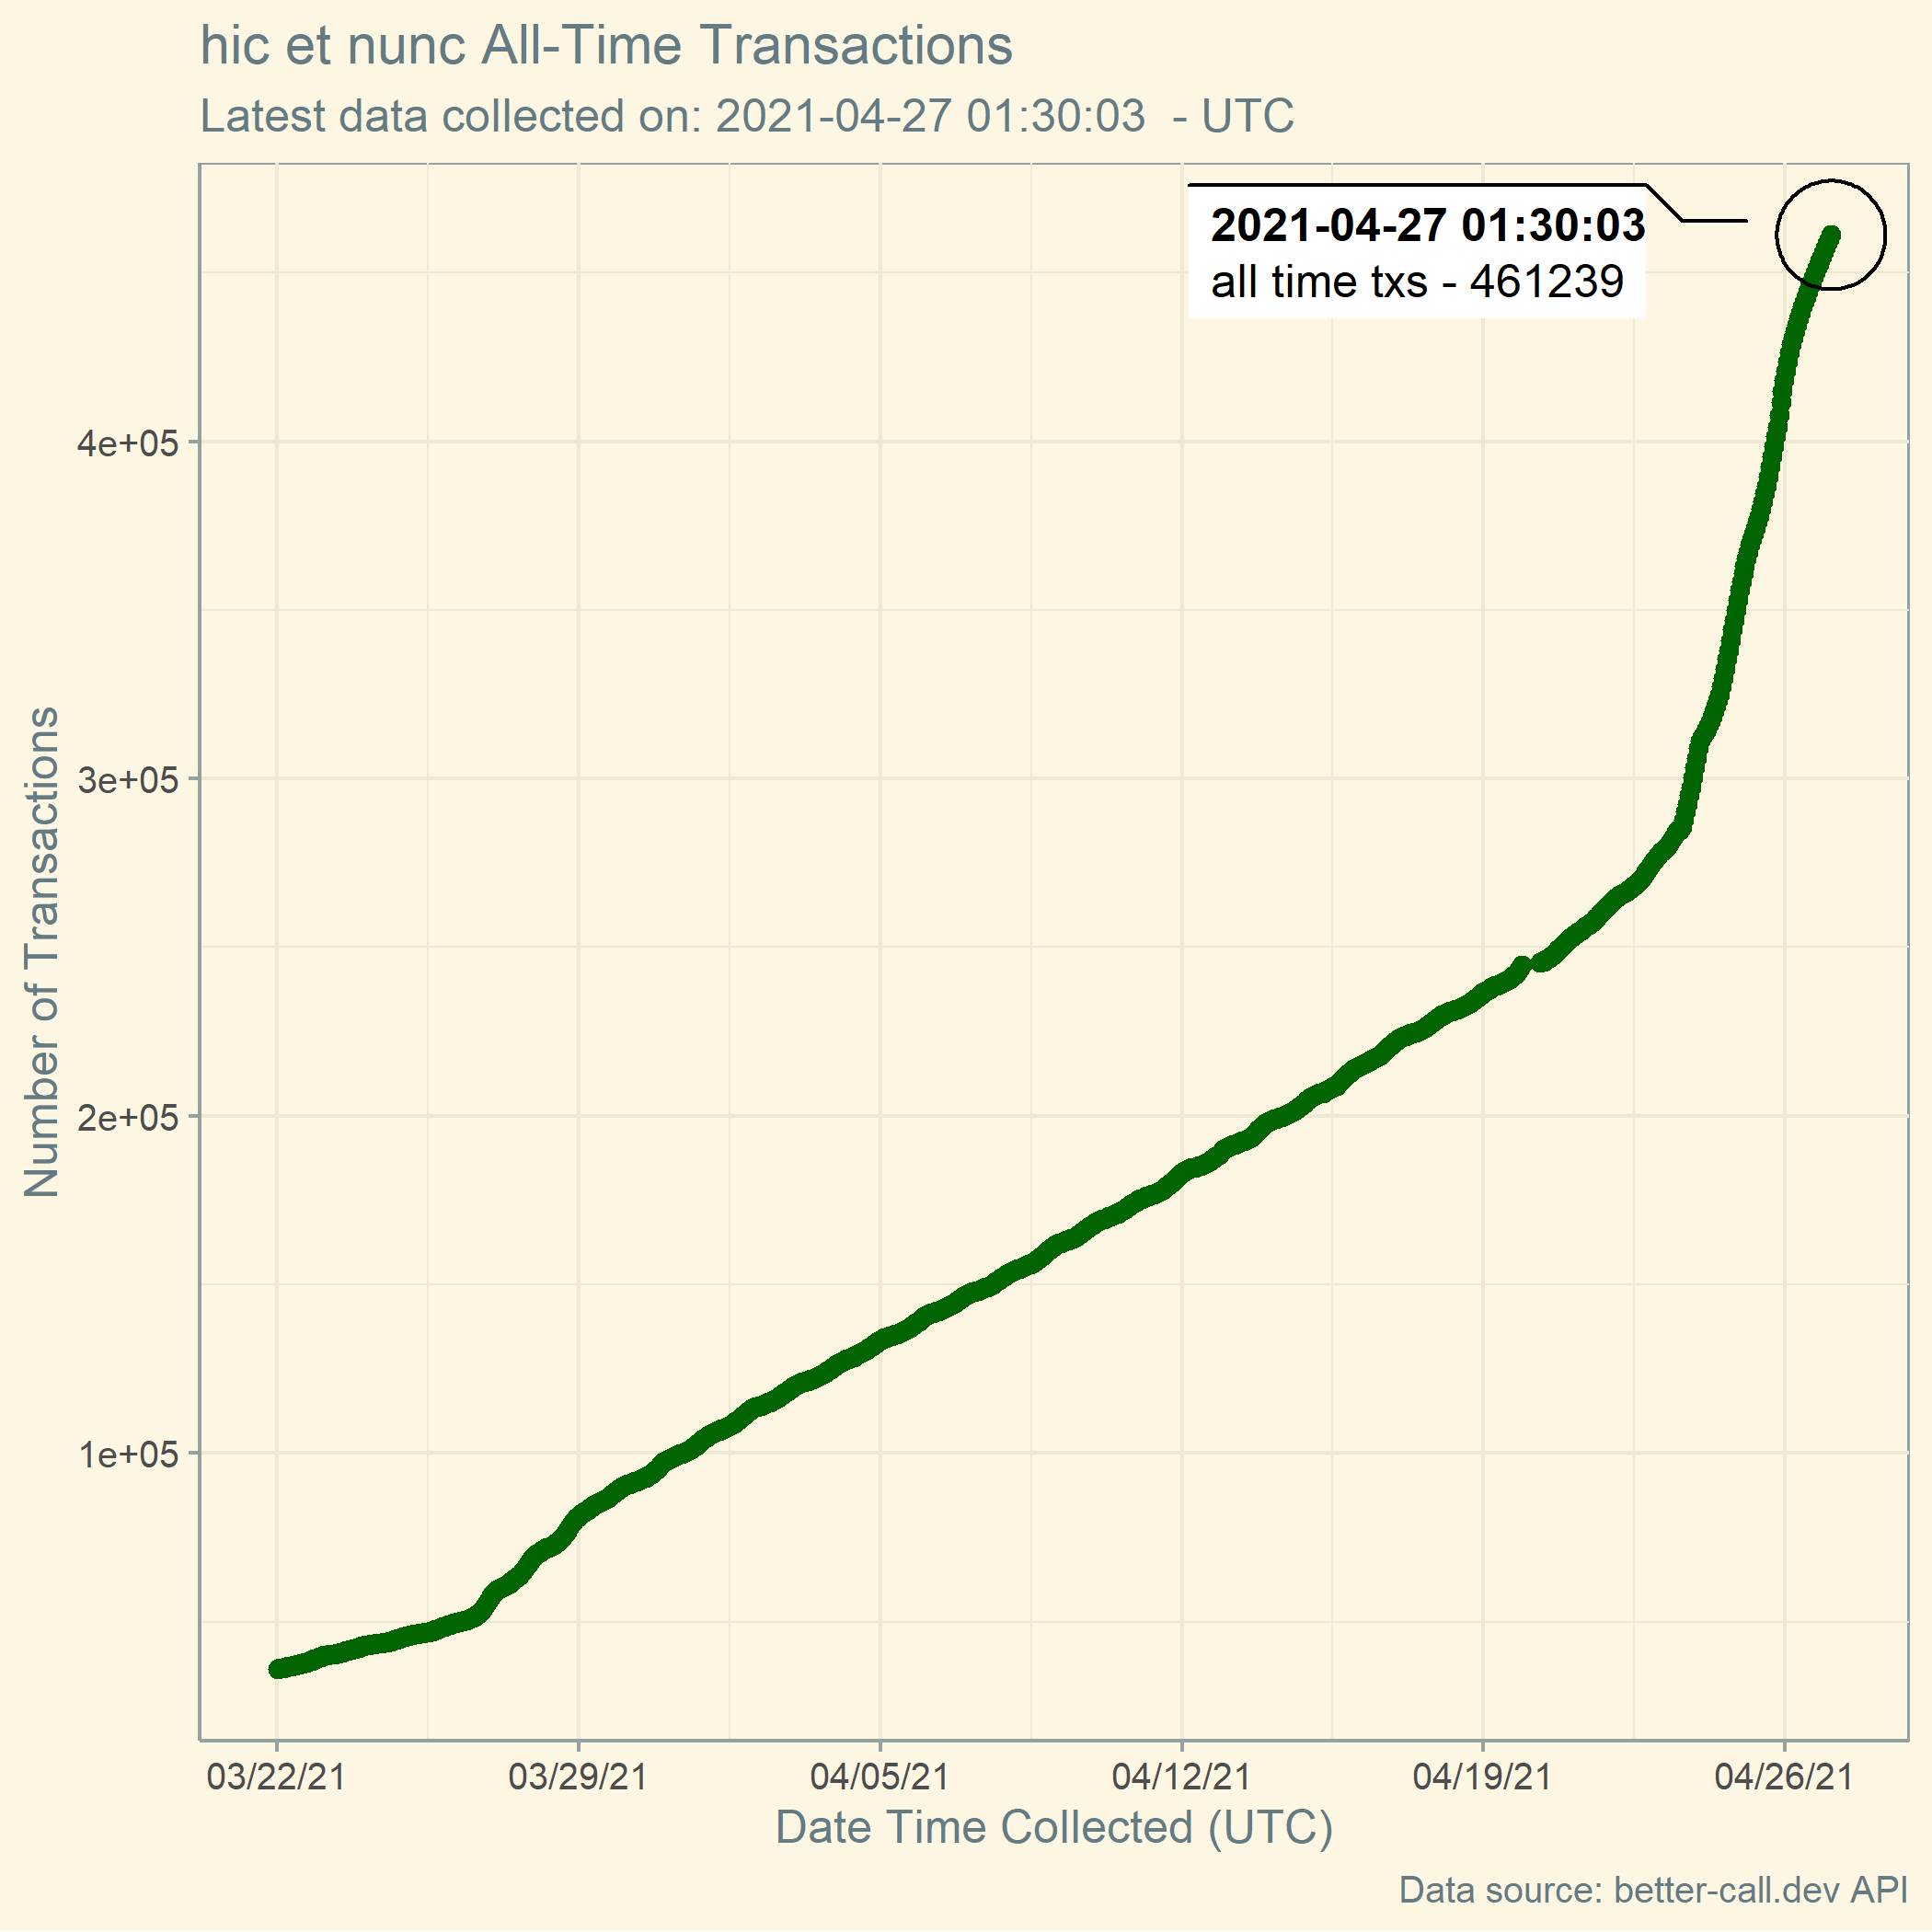 hic et nunc All-Time Transactions
Latest data collected on: 2021-04-27 01:30:03  - UTC
2021-04-27 01:30:03
all time txs - 461239
Number of Transactions
4e+05
3e+05
2e+05
1e+05
03/22/21
03/29/21
04/05/21
04/12/21
04/19/21
04/26/21
Date Time Collected (UTC)
Data source: better-call.dev API